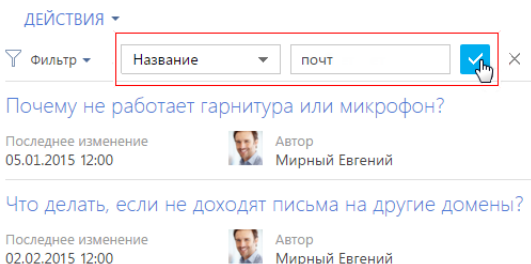 ДЕЙСТВИЯ
Фильтр Название почт
Почему не работает гарнитура или микрофон?
Последнее изменение Автор
05.01.2015 12:00 Мирный Евгений
Что делать, если не доходят письма на другие домены?
Последнее изменение Автор
02.02.2015 12:00 Мирный Евгений